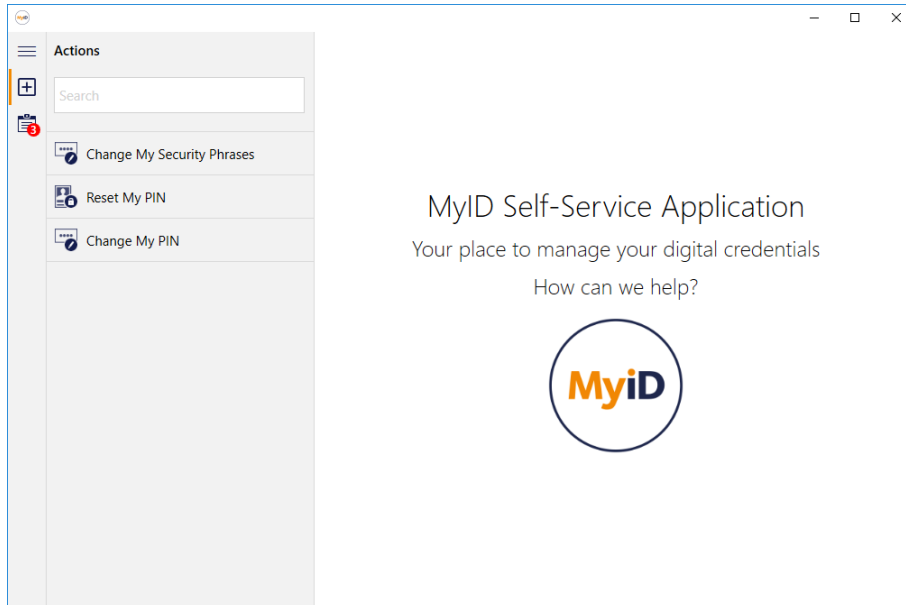 MyiD
Actions
Search
3
Change My Security Phrases
Reset My PIN
Change My PIN
MyID Self-Service Application
Your place to manage your digital credentials
How can we help?
MyiD